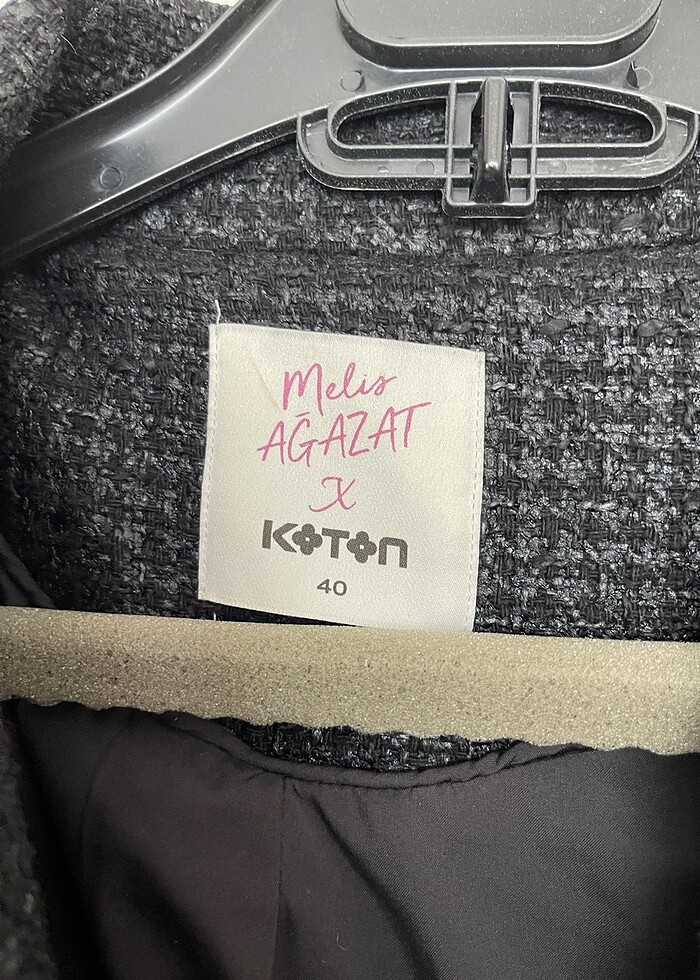 Melis
AĞAZAT
X
KOTON
40